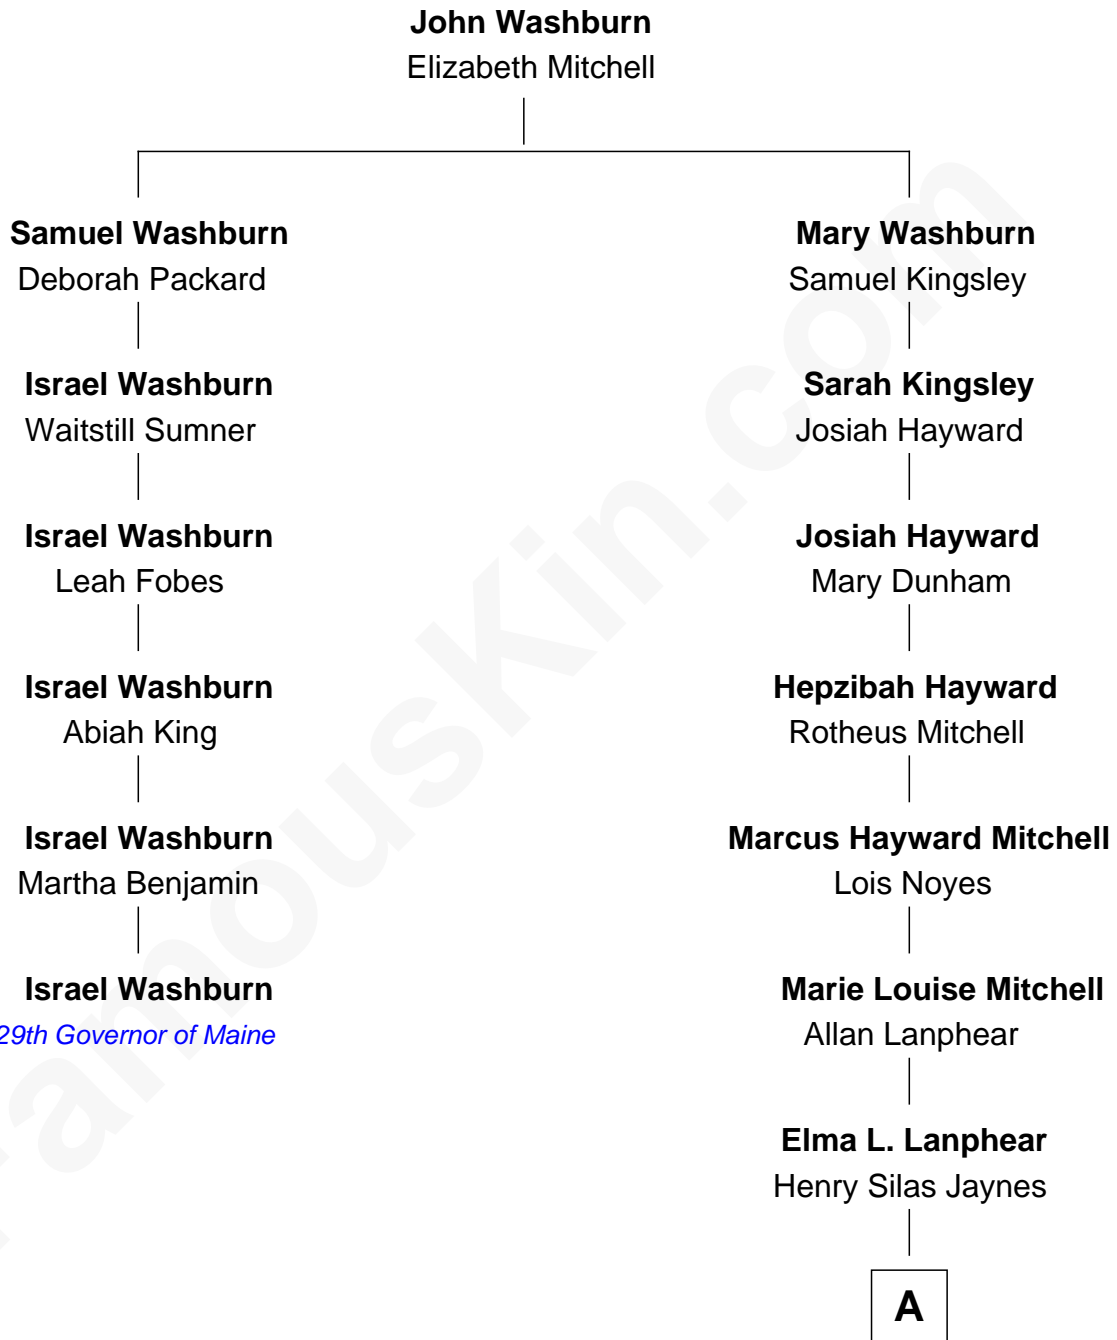 John Washburn
Elizabeth Mitchell
Samuel Washburn
Deborah Packard
Mary Washburn
Samuel Kingsley
Israel Washburn
Waitstill Sumner
Sarah Kingsley
Josiah Hayward
Israel Washburn
Leah Fobes
Josiah Hayward
Mary Dunham
Israel Washburn
Abiah King
Hepzibah Hayward
Rotheus Mitchell
Israel Washburn
Martha Benjamin
Marcus Hayward Mitchell
Lois Noyes
Israel Washburn
29th Governor of Maine
Marie Louise Mitchell
Allan Lanphear
Elma L. Lanphear
Henry Silas Jaynes
A
FamousKin.com